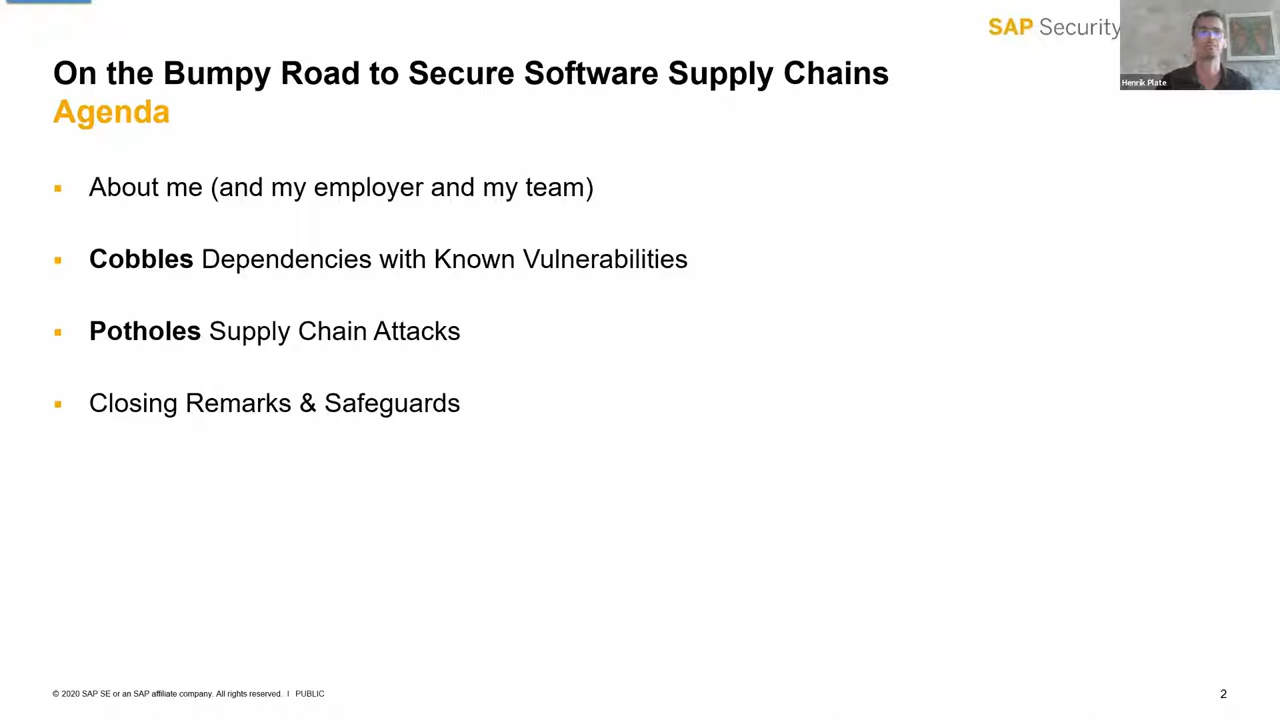 SAP Security
Henrik Plate
On the Bumpy Road to Secure Software Supply Chains
Agenda
▪ About me (and my employer and my team)
▪ Cobbles Dependencies with Known Vulnerabilities
▪ Potholes Supply Chain Attacks
▪ Closing Remarks & Safeguards
© 2020 SAP SE or an SAP affiliate company. All rights reserved. I PUBLIC
2